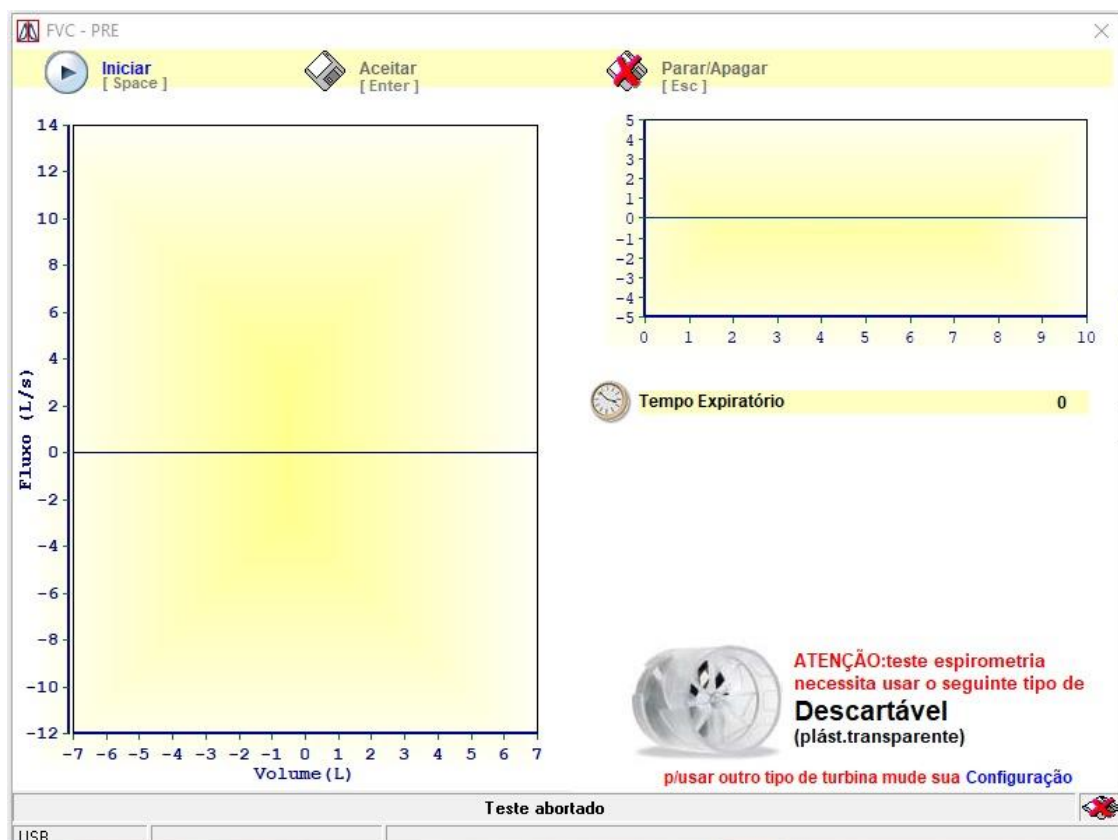 FVC - PRE
Iniciar
[ Space ]
Aceitar
[ Enter ]
Parar/Apagar
[ Esc ]
14
12
10
8
6
4
2
0
-2
-4
-6
-8
-10
-12
Fluxo (L/s)
-7 -6 -5 -4 -3 -2 -1 0 1 2 3 4 5 6 7
Volume(L)
5
4
3
2
1
0
-1
-2
-3
-4
-5
0 1 2 3 4 5 6 7 8 9 10
Tempo Expiratório 0
ATENÇÃO:teste espirometria
necessita usar o seguinte tipo de
Descartável
(plást.transparente)
p/usar outro tipo de turbina mude sua Configuração
Teste abortado
USB